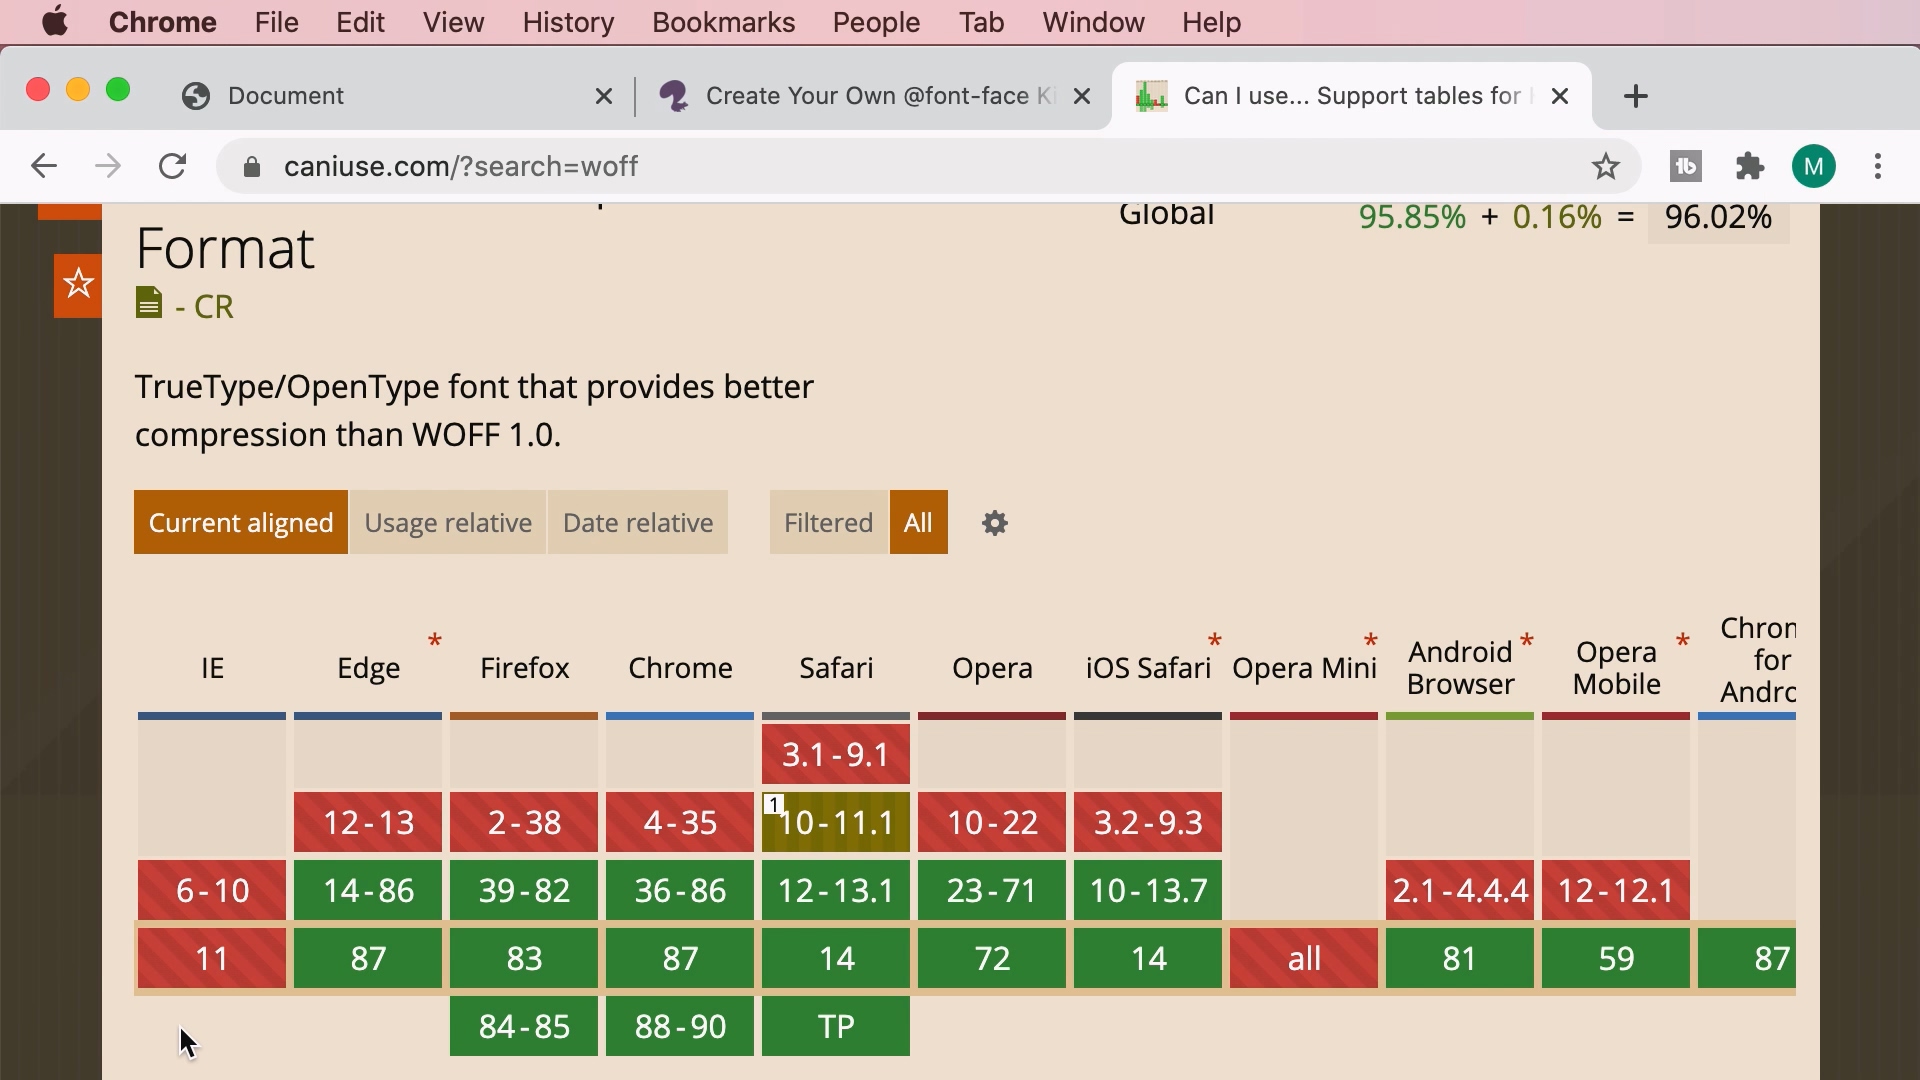 Chrome File Edit View History Bookmarks People Tab Window Help
Document
Create Your Own @font-face Ki
Can I use... Support tables for
caniuse.com/?search=woff
M
Global 95.85% + 0.16% = 96.02%
Format
- CR
TrueType/OpenType font that provides better
compression than WOFF 1.0.
Current aligned Usage relative Date relative Filtered All
IE Edge * Firefox Chrome Safari Opera iOS Safari * Opera Mini * Android Browser * Opera Mobile * Chrom for Andro
3.1-9.1
12-13 2-38 4-35 1 10-11.1 10-22 3.2-9.3
6-10 14-86 39-82 36-86 12-13.1 23-71 10-13.7 2.1-4.4.4 12-12.1
11 87 83 87 14 72 14 all 81 59 87
84-85 88-90 TP